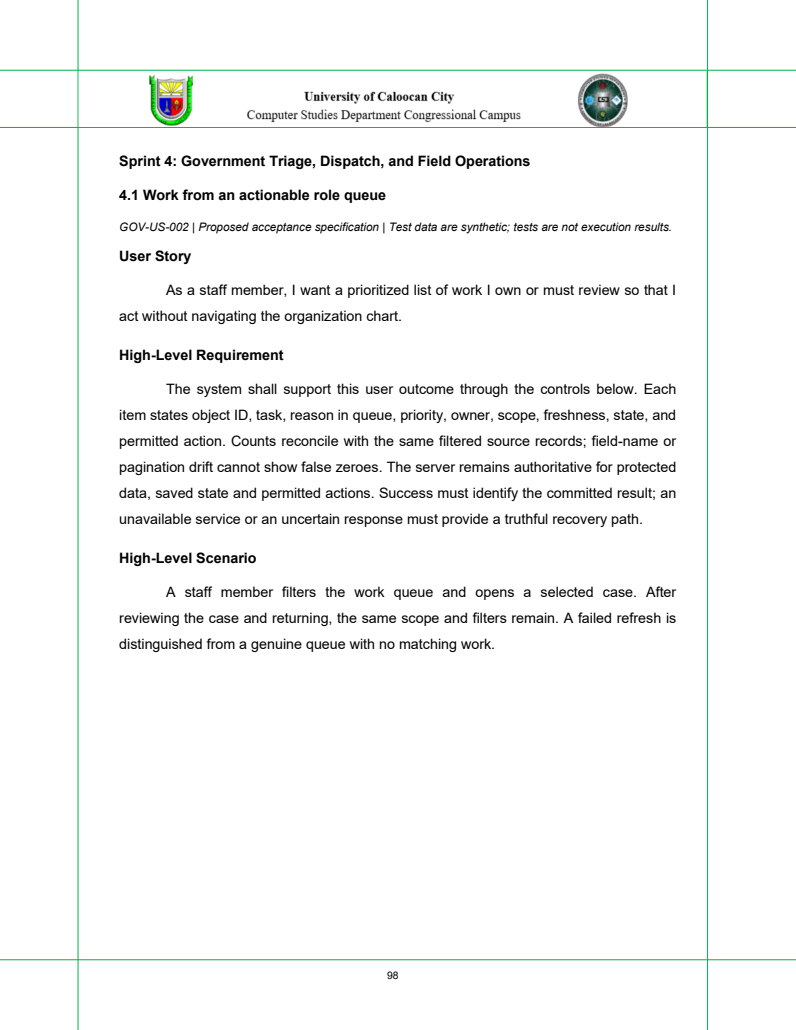 University of Caloocan City
Computer Studies Department Congressional Campus
Sprint 4: Government Triage, Dispatch, and Field Operations
4.1 Work from an actionable role queue
GOV-US-002 | Proposed acceptance specification | Test data are synthetic; tests are not execution results.
User Story
As a staff member, I want a prioritized list of work I own or must review so that I
act without navigating the organization chart.
High-Level Requirement
The system shall support this user outcome through the controls below. Each
item states object ID, task, reason in queue, priority, owner, scope, freshness, state, and
permitted action. Counts reconcile with the same filtered source records; field-name or
pagination drift cannot show false zeroes. The server remains authoritative for protected
data, saved state and permitted actions. Success must identify the committed result; an
unavailable service or an uncertain response must provide a truthful recovery path.
High-Level Scenario
A staff member filters the work queue and opens a selected case. After
reviewing the case and returning, the same scope and filters remain. A failed refresh is
distinguished from a genuine queue with no matching work.
98